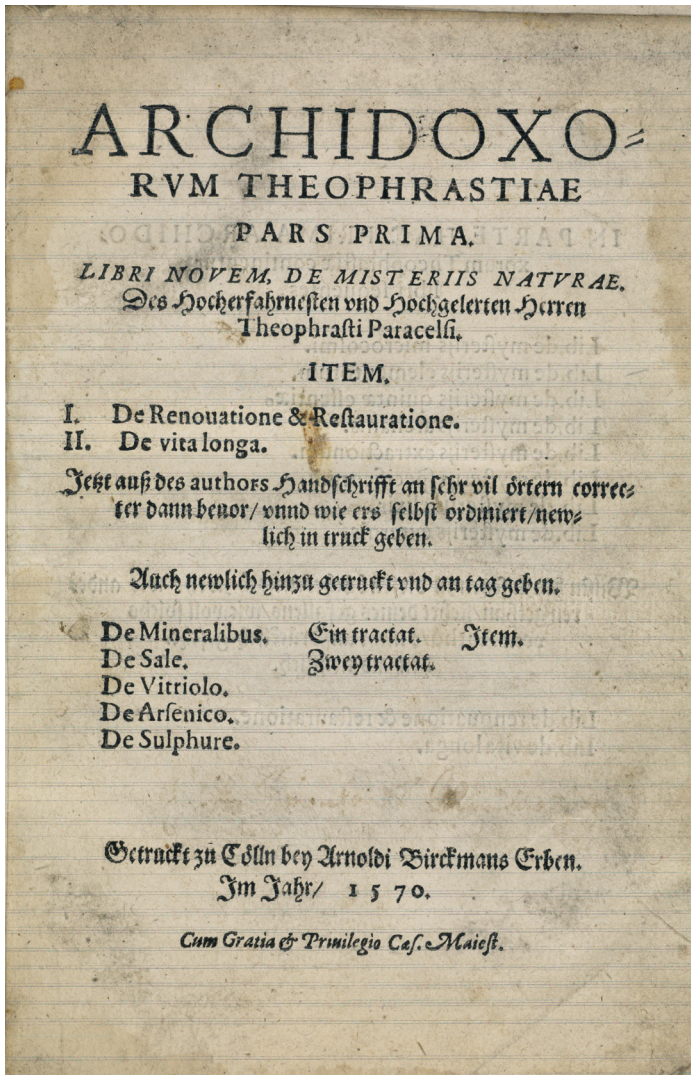 ARCHIDOXO⸗
RVM THEOPHRASTIAE
PARS PRIMA.
LIBRI NOVEM, DE MISTERIIS NATVRAE.
Des Hocherfahrnesten vnd Hochgelerten Herren
Theophrasti Paracelsi.
ITEM.
I. De Renouatione & Restauratione.
II. De vita longa.
Jetzt auß des authors Handschrifft an sehr vil örtern correc⸗
ter dann beuor/ vnnd wie ers selbst ordiniert/new⸗
lich in truck geben.
Auch newlich hinzu getruckt vnd an tag geben.
De Mineralibus. Ein tractat. Item.
De Sale. Zwey tractat.
De Vitriolo.
De Arsenico.
De Sulphure.
Getruckt zu Cölln bey Arnoldi Birckmans Erben.
Im Jahr/ 1570.
Cum Gratia & Priuilegio Cæs. Maiest.